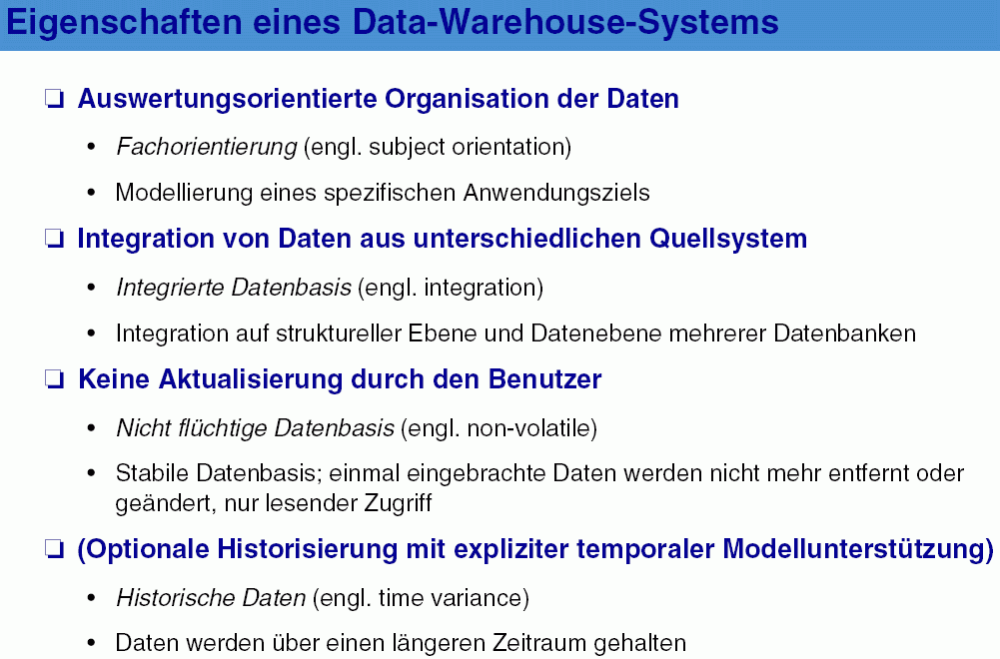 Eigenschaften eines Data-Warehouse-Systems
❏ Auswertungsorientierte Organisation der Daten
• Fachorientierung (engl. subject orientation)
• Modellierung eines spezifischen Anwendungsziels
❏ Integration von Daten aus unterschiedlichen Quellsystem
• Integrierte Datenbasis (engl. integration)
• Integration auf struktureller Ebene und Datenebene mehrerer Datenbanken
❏ Keine Aktualisierung durch den Benutzer
• Nicht flüchtige Datenbasis (engl. non-volatile)
• Stabile Datenbasis; einmal eingebrachte Daten werden nicht mehr entfernt oder
geändert, nur lesender Zugriff
❏ (Optionale Historisierung mit expliziter temporaler Modellunterstützung)
• Historische Daten (engl. time variance)
• Daten werden über einen längeren Zeitraum gehalten